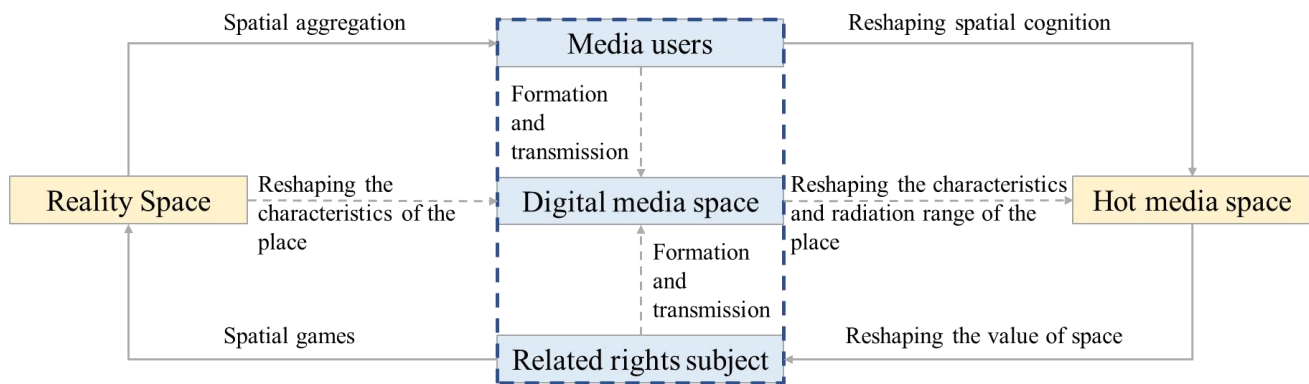 Spatial aggregation
Media users
Reshaping spatial cognition
Formation
and
transmission
Reality Space
Reshaping the
characteristics of the
place
Digital media space
Reshaping the characteristics
and radiation range of the
place
Hot media space
Formation
and
transmission
Spatial games
Related rights subject
Reshaping the value of space